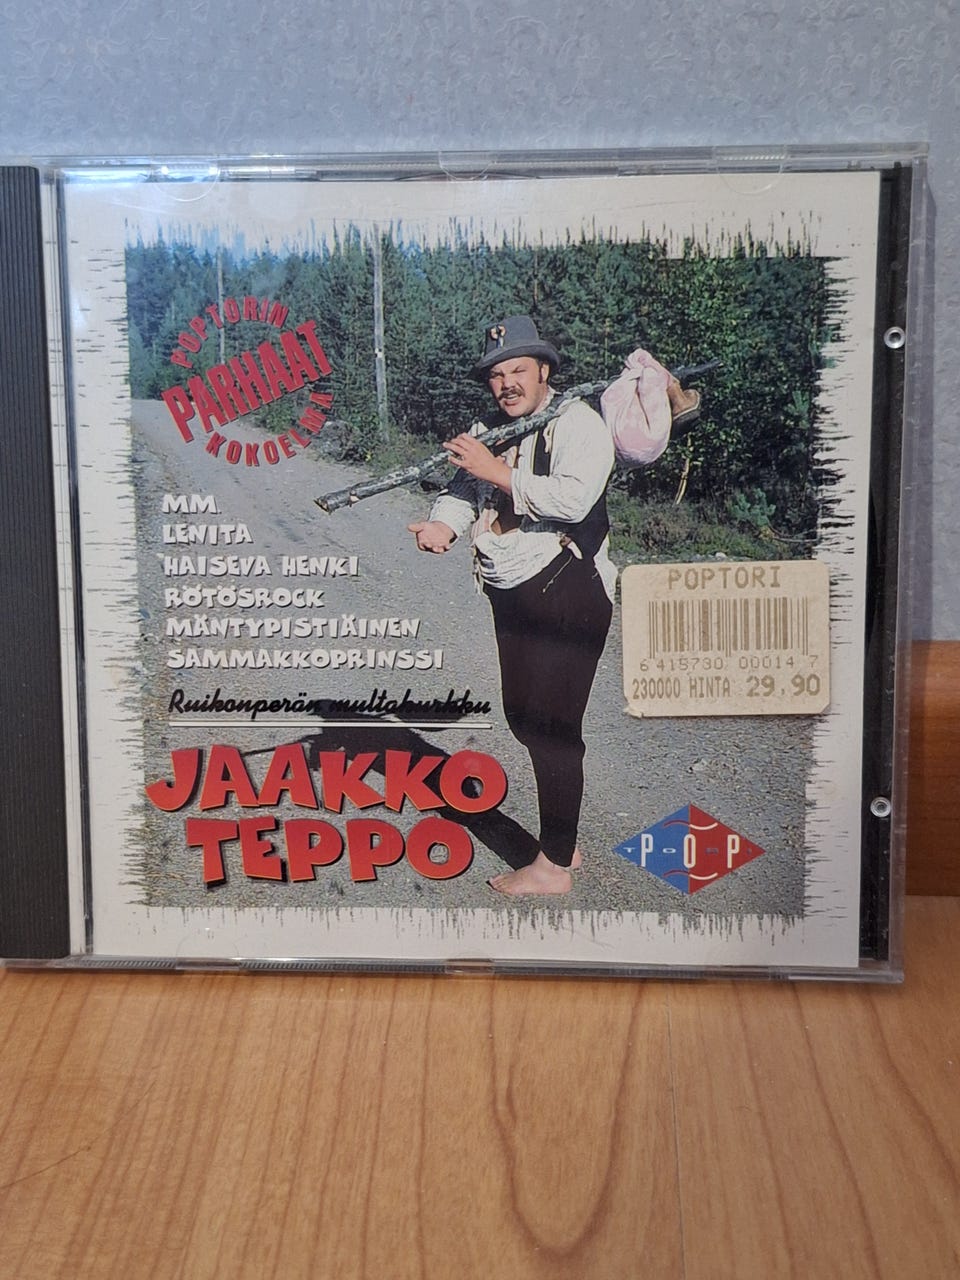 POPTORIN
PARHAAT
KOKOELMA
MM
LENITA
HAISEVA HENKI
RÖTÖSROCK
MÄNTYPISTIÄINEN
SAMMAKKOPRINSSI
Ruikonperän multakurkku
JAAKKO
TEPPO
POPTORI
6 415730 00014 7
230000 HINTA 29.90
POP
TORI